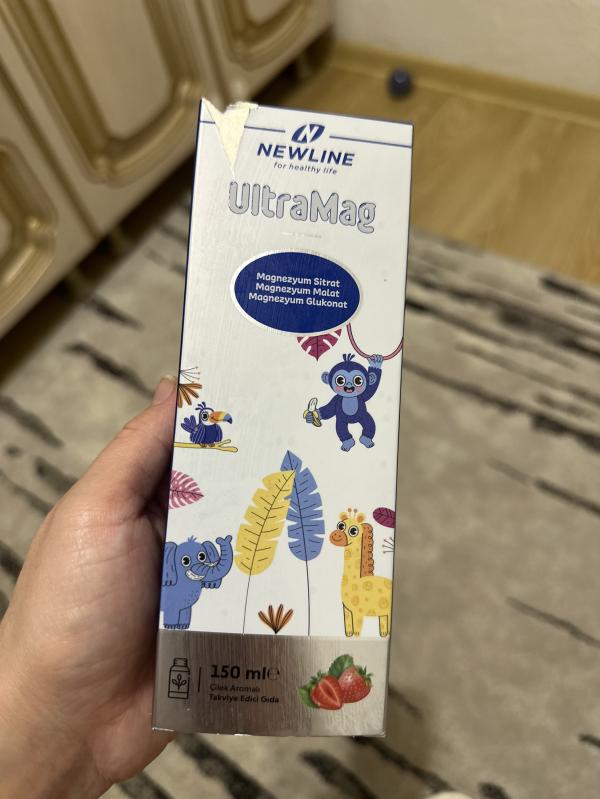 NEWLINE
for healthy life
UltraMag
Magnezyum Sitrat
Magnezyum Malat
Magnezyum Glukonat
150 ml℮
Çilek Aromalı
Takviye Edici Gıda